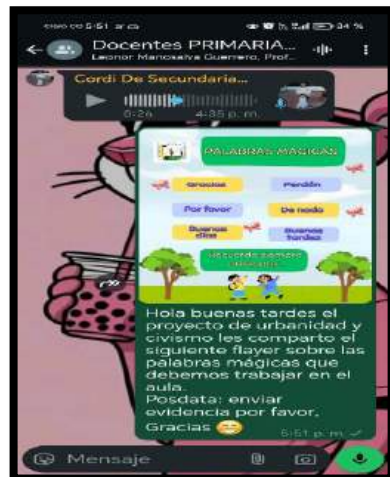 5:51
34 %
Docentes PRIMARIA...
Leonor Manosalva Guerrero, Prof...
Cordi De Secundaria...
0:26
4:35 p. m.
PALABRAS MÁGICAS
Gracias
Perdón
Por favor
De nada
Buenos días
Buenas tardes
Hola buenas tardes el
proyecto de urbanidad y
civismo les comparto el
siguiente flayer sobre las
palabras mágicas que
debemos trabajar en el
aula.
Posdata: enviar
evidencia por favor,
Gracias
5:51 p. m.
Mensaje